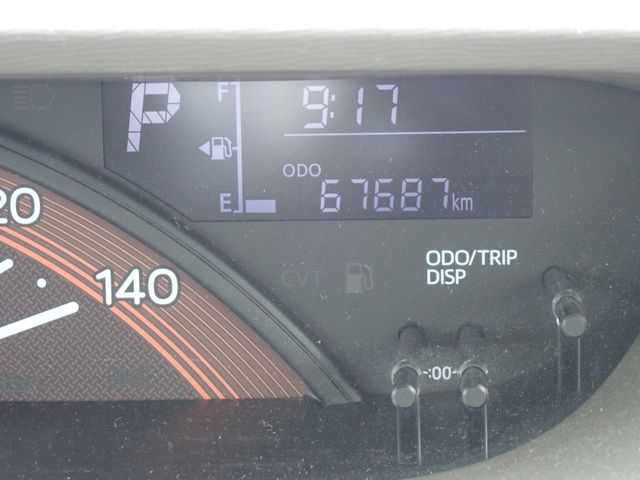 P
F
9:17
ODO
E
67687km
20
140
CVT
ODO/TRIP
DISP
-:00-